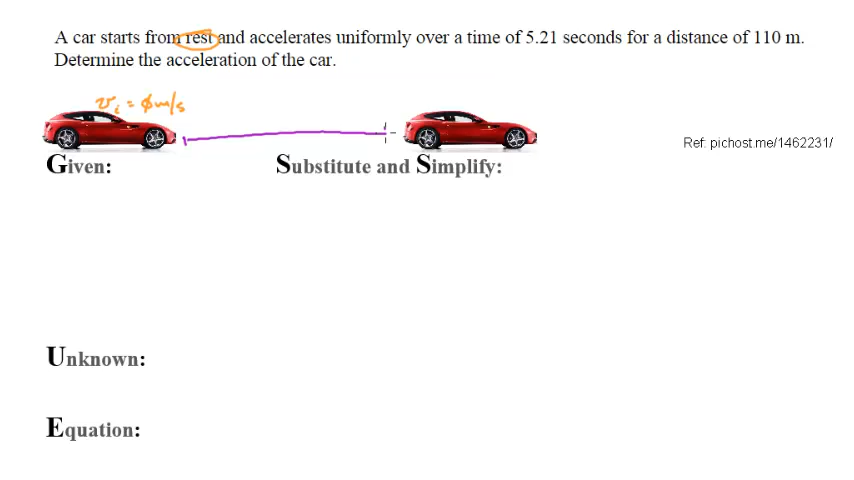 A car starts from rest and accelerates uniformly over a time of 5.21 seconds for a distance of 110 m.
Determine the acceleration of the car.
v i = 0 m/s
Ref: pichost.me/1462231/
Given:
Substitute and Simplify:
Unknown:
Equation: